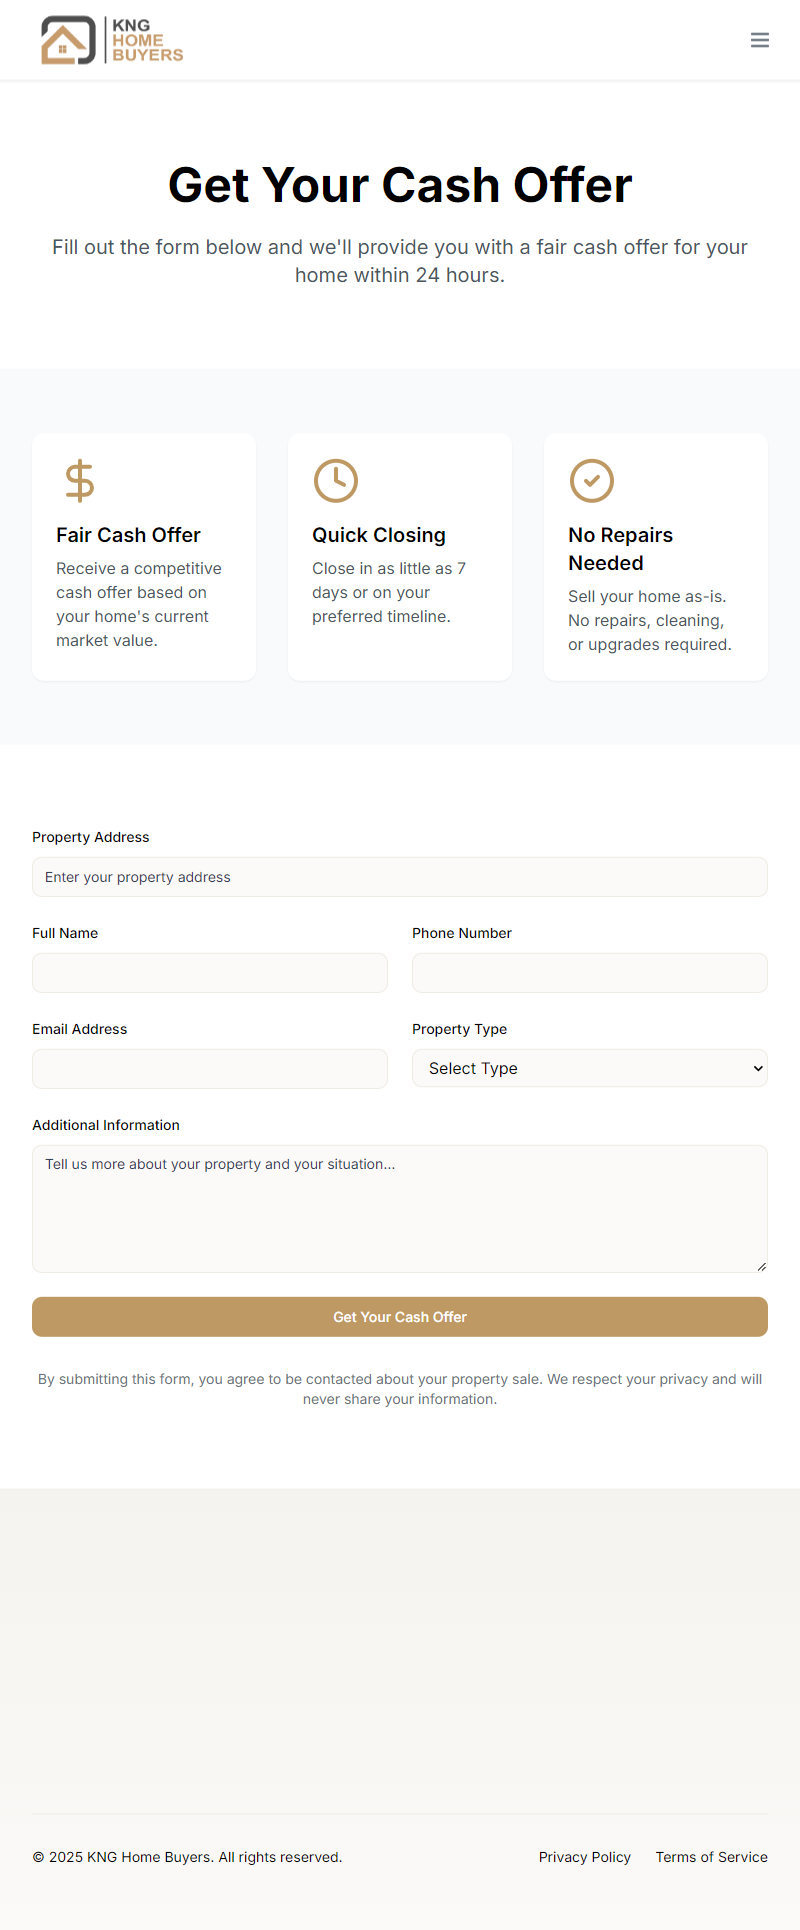 KNG
HOME
BUYERS
Get Your Cash Offer
Fill out the form below and we'll provide you with a fair cash offer for your
home within 24 hours.
Fair Cash Offer
Receive a competitive
cash offer based on
your home's current
market value.
Quick Closing
Close in as little as 7
days or on your
preferred timeline.
No Repairs
Needed
Sell your home as-is.
No repairs, cleaning,
or upgrades required.
Property Address
Enter your property address
Full Name
Phone Number
Email Address
Property Type
Select Type
Additional Information
Tell us more about your property and your situation...
Get Your Cash Offer
By submitting this form, you agree to be contacted about your property sale. We respect your privacy and will
never share your information.
© 2025 KNG Home Buyers. All rights reserved.
Privacy Policy
Terms of Service